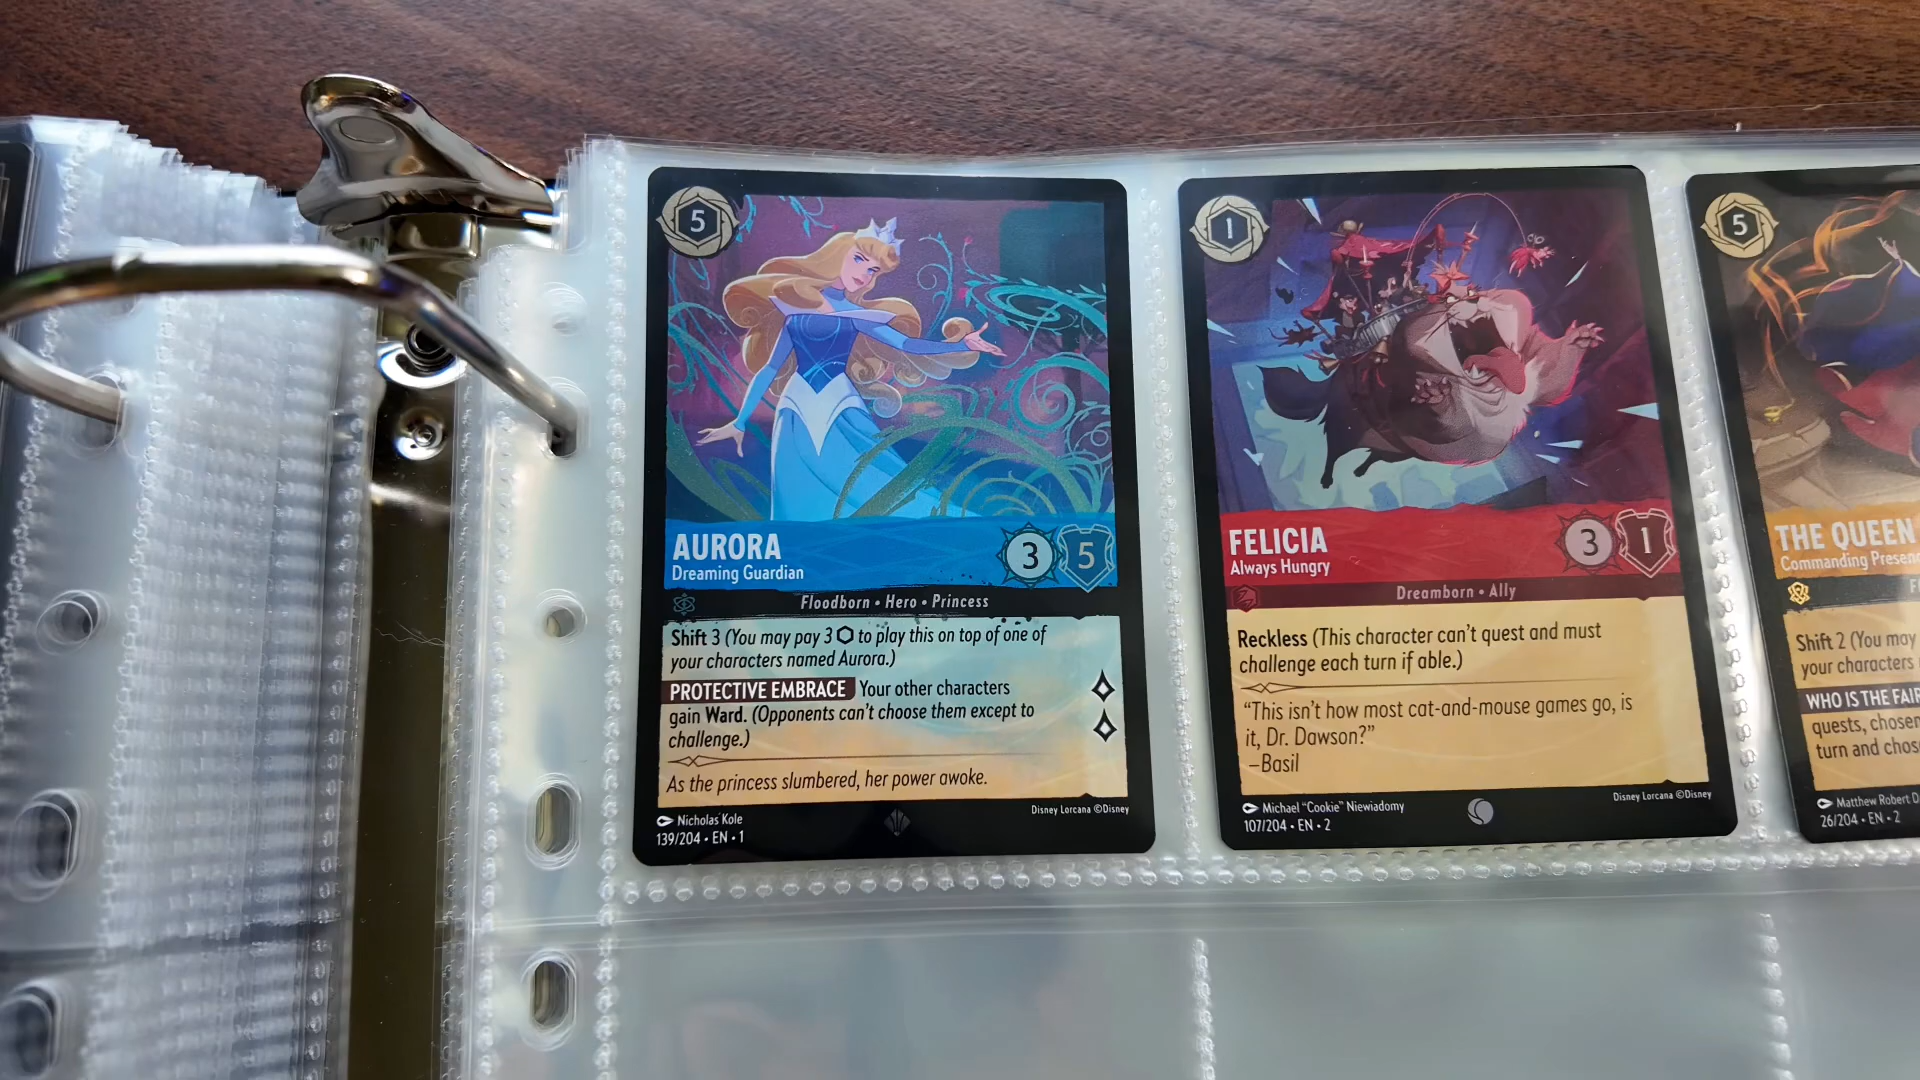 5
AURORA
Dreaming Guardian
3
5
Floodborn • Hero • Princess
Shift 3 (You may pay 3 ⬡ to play this on top of one of
your characters named Aurora.)
PROTECTIVE EMBRACE Your other characters
gain Ward. (Opponents can't choose them except to
challenge.)
As the princess slumbered, her power awoke.
Nicholas Kole
139/204 • EN • 1
Disney Lorcana ©Disney
1
FELICIA
Always Hungry
3
1
Dreamborn • Ally
Reckless (This character can't quest and must
challenge each turn if able.)
"This isn't how most cat-and-mouse games go, is
it, Dr. Dawson?"
–Basil
Michael "Cookie" Niewiadomy
107/204 • EN • 2
Disney Lorcana ©Disney
5
THE QUEEN
Commanding
Shift 2 (You may
your characters
WHO IS THE
quests, chosen
turn and
Matthew Robert
26/204 • EN • 2